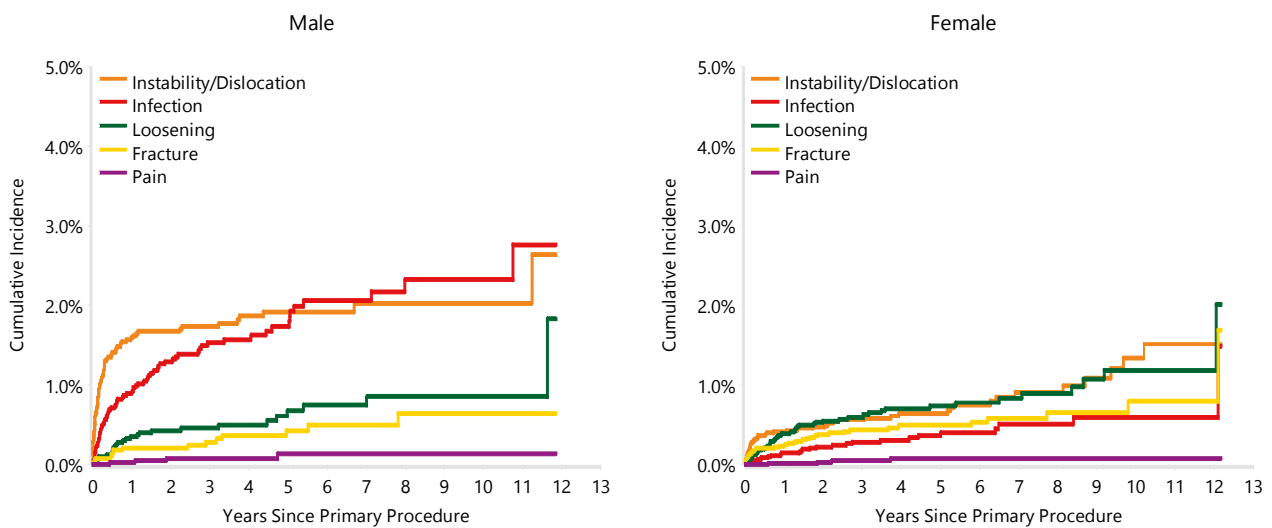 Male
5.0%
4.0%
3.0%
2.0%
1.0%
0.0%
Cumulative Incidence
Instability/Dislocation
Infection
Loosening
Fracture
Pain
0 1 2 3 4 5 6 7 8 9 10 11 12 13
Years Since Primary Procedure
Female
5.0%
4.0%
3.0%
2.0%
1.0%
0.0%
Cumulative Incidence
Instability/Dislocation
Infection
Loosening
Fracture
Pain
0 1 2 3 4 5 6 7 8 9 10 11 12 13
Years Since Primary Procedure